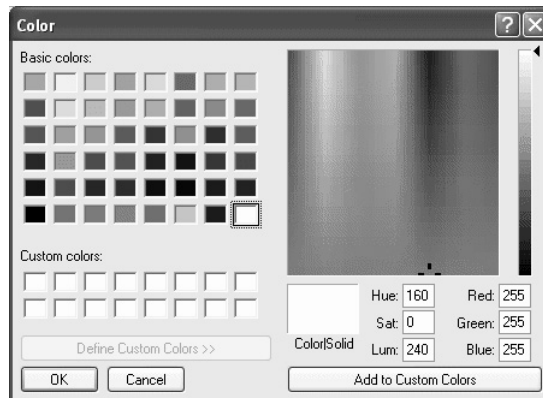 Color
Basic colors:
Custom colors:
Define Custom Colors >>
OK Cancel
Color|Solid
Hue: 160 Red: 255
Sat: 0 Green: 255
Lum: 240 Blue: 255
Add to Custom Colors